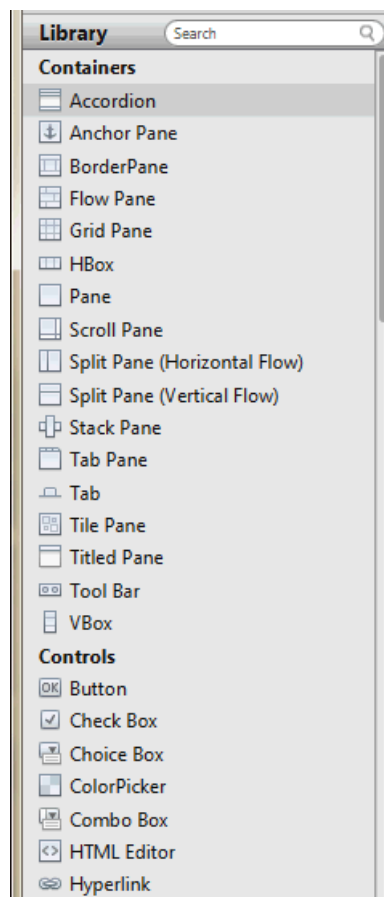 Library Search
Containers
Accordion
Anchor Pane
BorderPane
Flow Pane
Grid Pane
HBox
Pane
Scroll Pane
Split Pane (Horizontal Flow)
Split Pane (Vertical Flow)
Stack Pane
Tab Pane
Tab
Tile Pane
Titled Pane
Tool Bar
VBox
Controls
OK Button
Check Box
Choice Box
ColorPicker
Combo Box
HTML Editor
Hyperlink